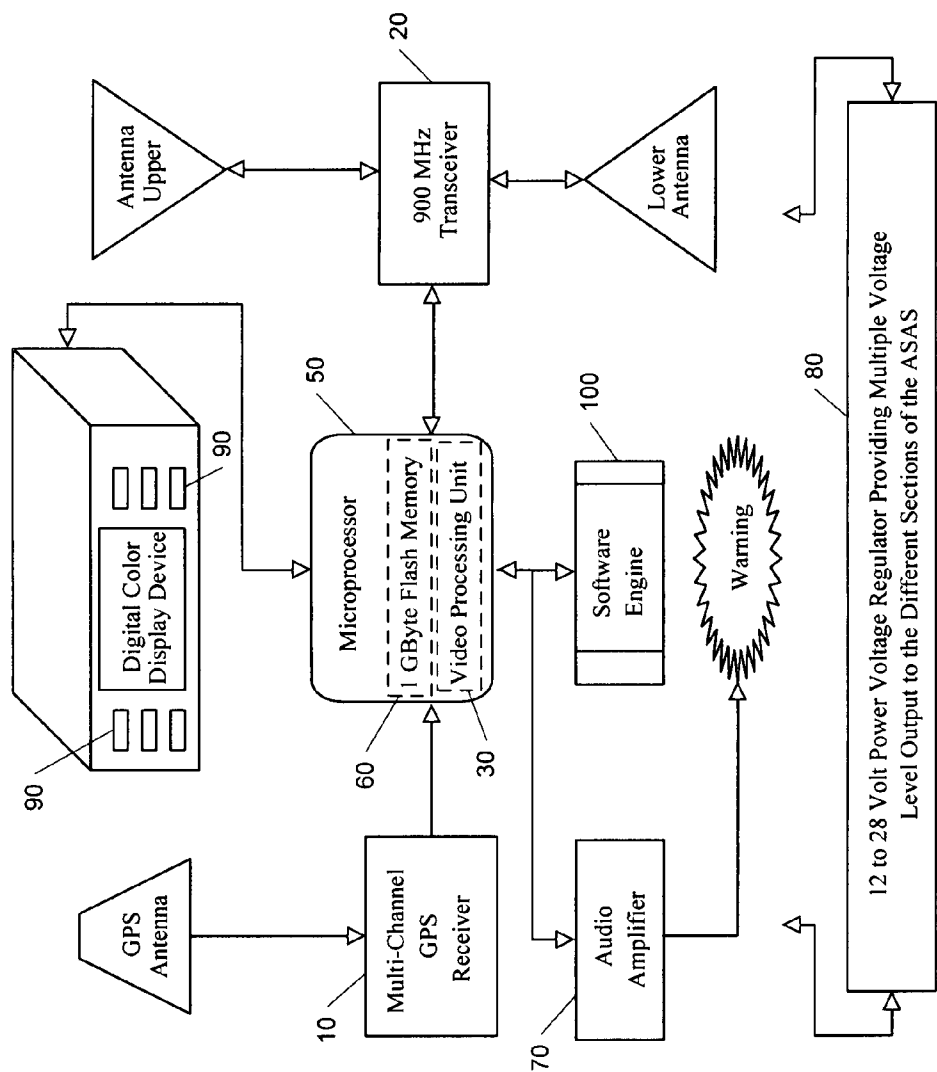 GPS
Antenna
90
Digital Color
Display Device
90
Antenna
Upper
10
Multi-Channel
GPS
Receiver
50
Microprocessor
60
1 GByte Flash Memory
Video Processing Unit
30
20
900 MHz
Transceiver
70
Audio
Amplifier
100
Software
Engine
Lower
Antenna
Warning
80
12 to 28 Volt Power Voltage Regulator Providing Multiple Voltage
Level Output to the Different Sections of the ASAS